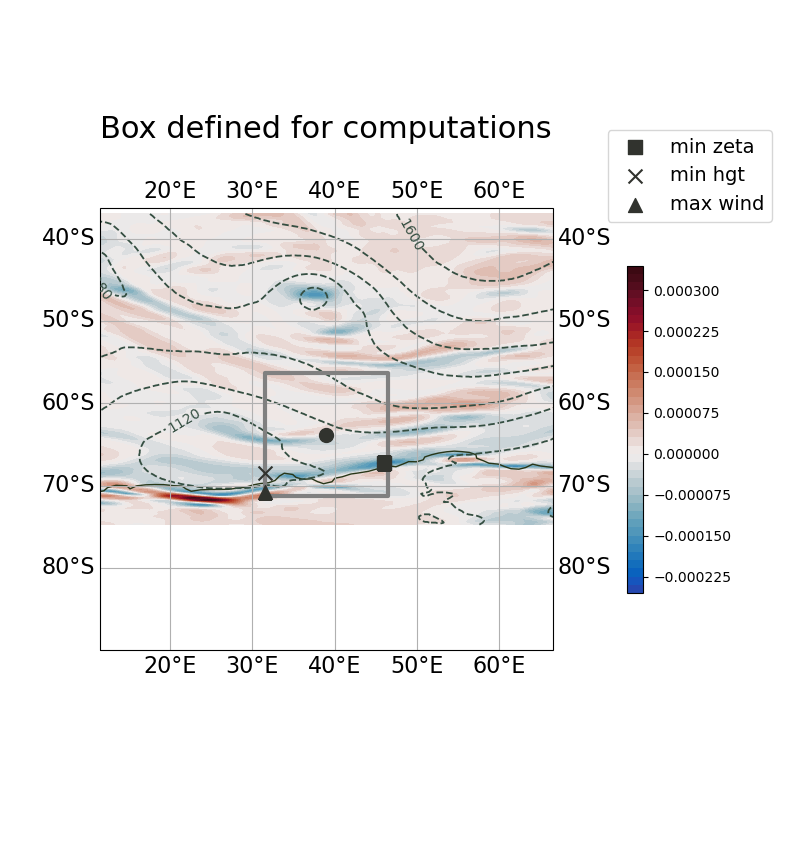 Box defined for computations
min zeta
min hgt
max wind
20°E 30°E 40°E 50°E 60°E
40°S 40°S
50°S 50°S
60°S 60°S
70°S 70°S
80°S 80°S
1600
80
1120
20°E 30°E 40°E 50°E 60°E
0.000300
0.000225
0.000150
0.000075
0.000000
−0.000075
−0.000150
−0.000225